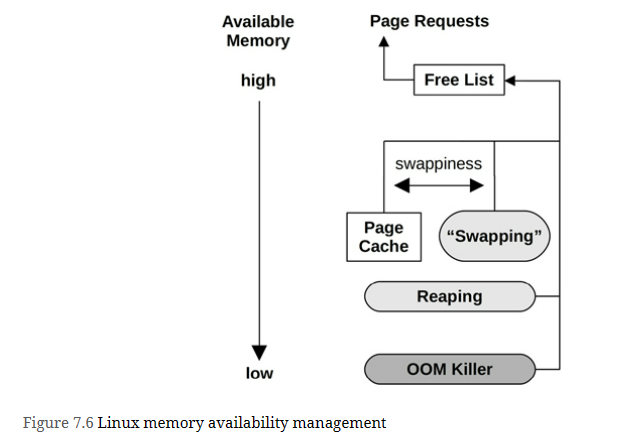 Available
Memory
Page Requests
high
Free List
swappiness
Page
Cache
“Swapping”
Reaping
OOM Killer
low
Figure 7.6 Linux memory availability management